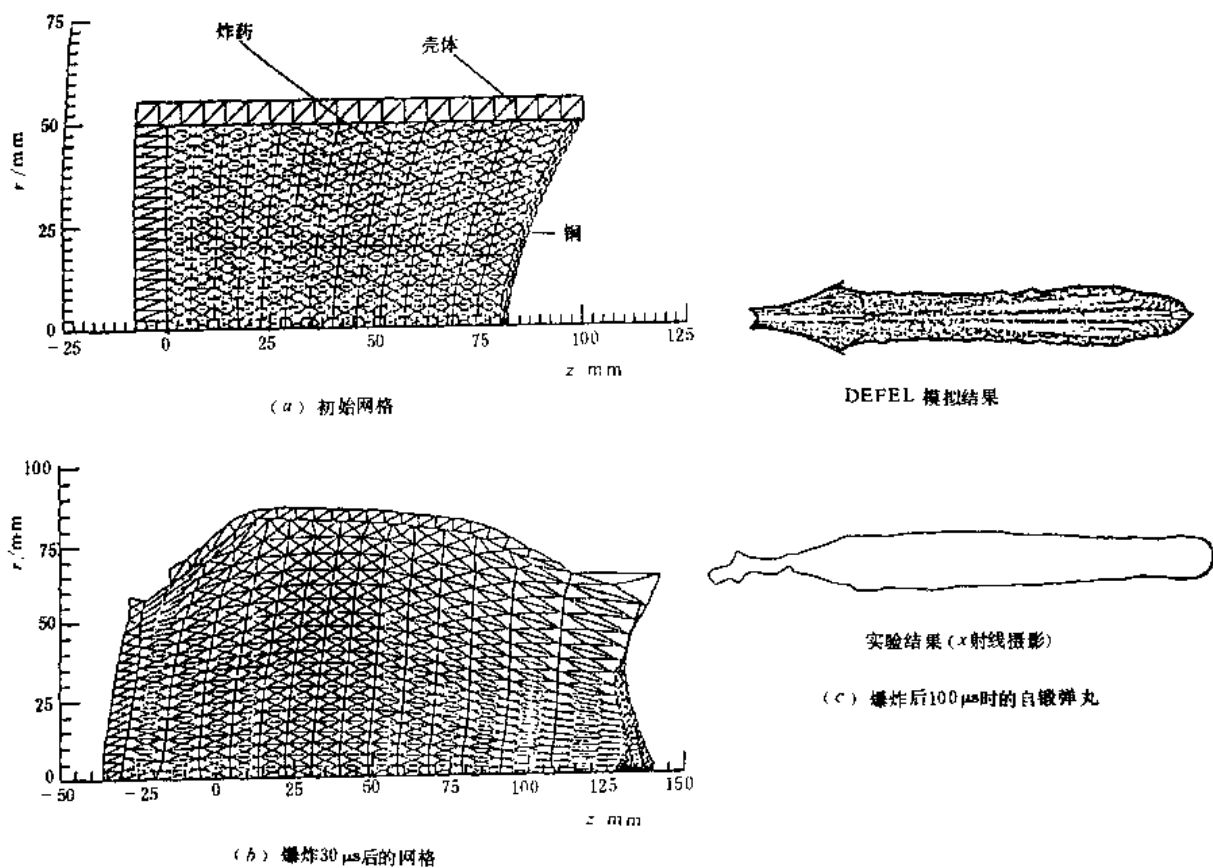 75
50
25
0
r/mm
炸药
壳体
铜
-25
0
25
50
75
100
125
z mm
(a) 初始网格
DEFEL 模拟结果
100
75
50
25
0
r/mm
-50
-25
0
25
50
75
100
125
150
z mm
(b) 爆炸30 μs后的网格
实验结果(x射线摄影)
(c) 爆炸后100 μs时的自锻弹丸